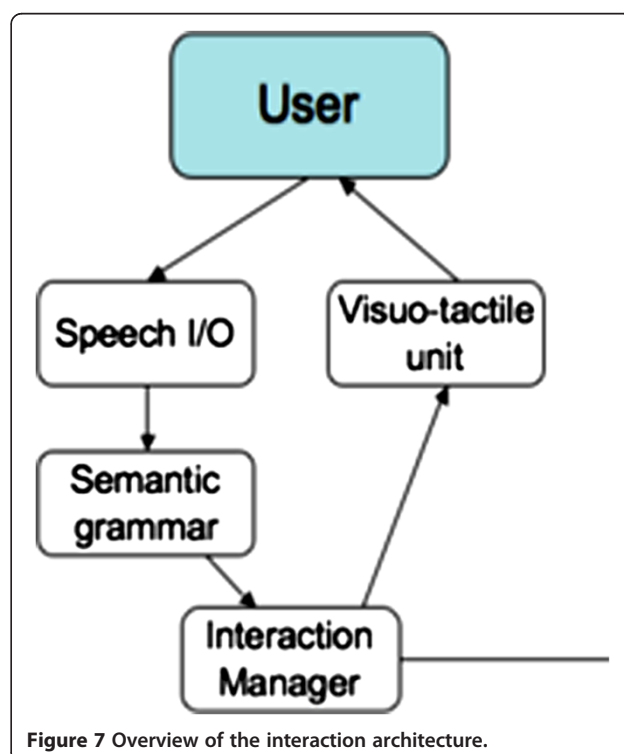 User
Speech I/O
Visuo-tactile
unit
Semantic
grammar
Interaction
Manager
Figure 7 Overview of the interaction architecture.